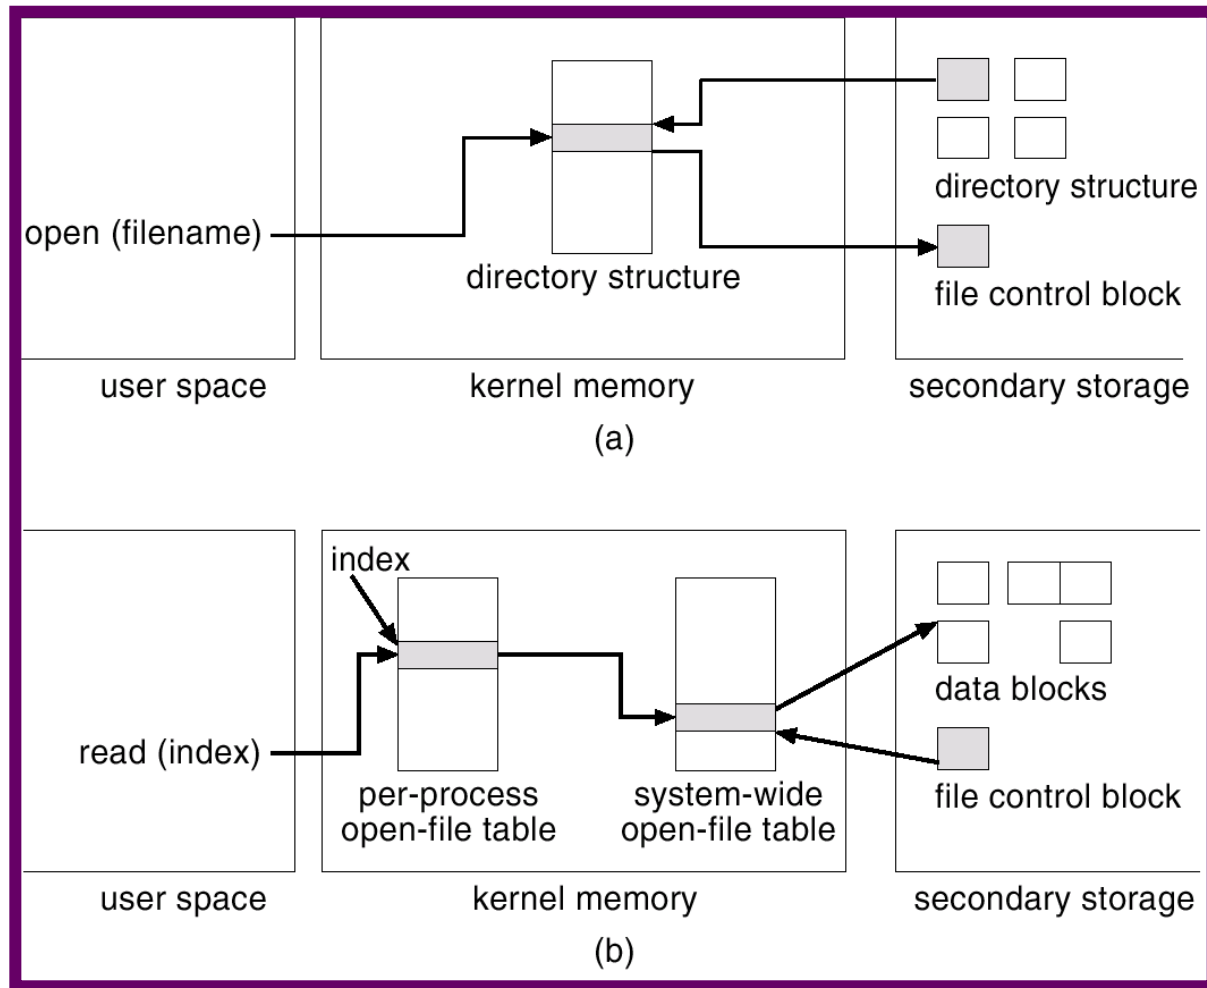 open (filename)
directory structure
directory structure
file control block
user space
kernel memory
secondary storage
(a)
index
read (index)
per-process
open-file table
system-wide
open-file table
data blocks
file control block
user space
kernel memory
secondary storage
(b)